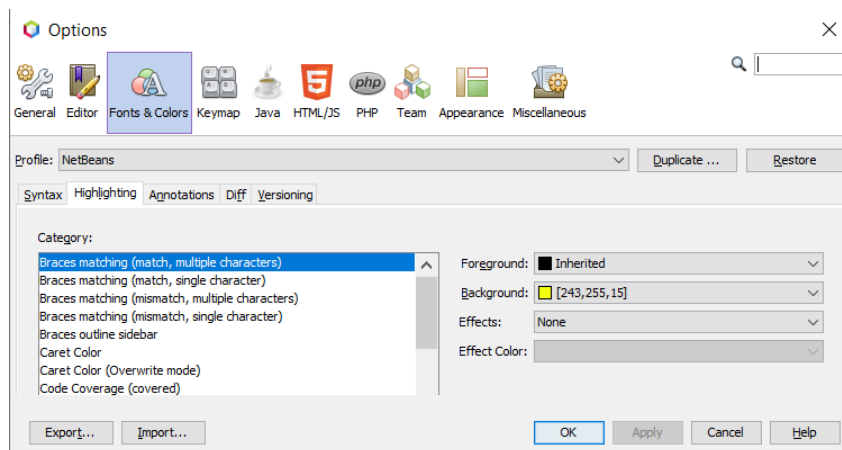 Options
General Editor Fonts & Colors Keymap Java HTML/JS PHP Team Appearance Miscellaneous
Profile: NetBeans Duplicate ... Restore
Syntax Highlighting Annotations Diff Versioning
Category:
Braces matching (match, multiple characters)
Braces matching (match, single character)
Braces matching (mismatch, multiple characters)
Braces matching (mismatch, single character)
Braces outline sidebar
Caret Color
Caret Color (Overwrite mode)
Code Coverage (covered)
Foreground: Inherited
Background: [243,255,15]
Effects: None
Effect Color:
Export... Import... OK Apply Cancel Help